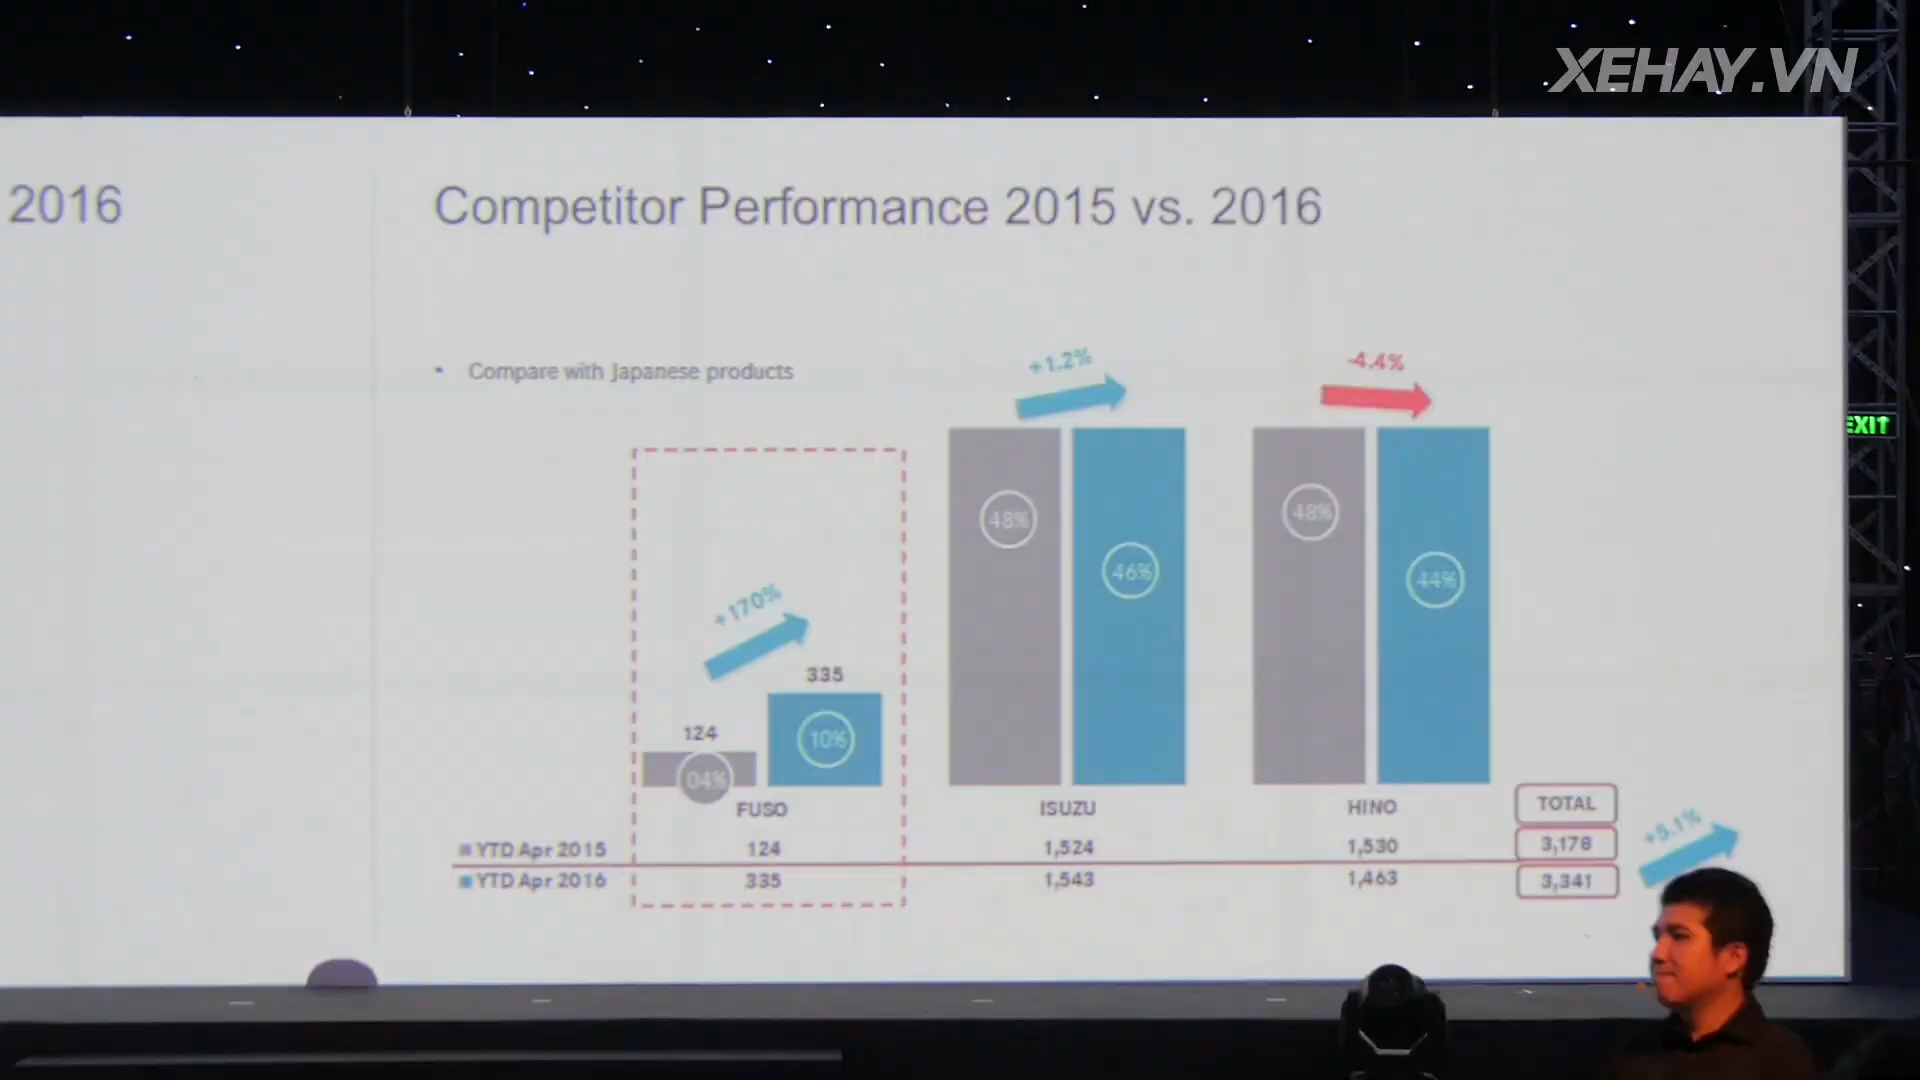 XEHAY.VN
2016
Competitor Performance 2015 vs. 2016
• Compare with Japanese products
+1.2%
-4.4%
EXIT
48%
48%
46%
44%
+170%
335
124
10%
04%
FUSO ISUZU HINO TOTAL
+5.1%
YTD Apr 2015 124 1,524 1,530 3,178
YTD Apr 2016 335 1,543 1,463 3,341